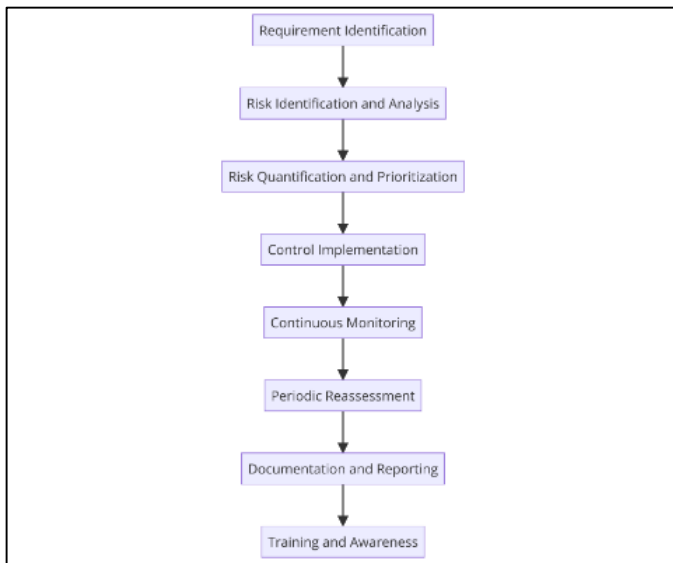 Requirement Identification
Risk Identification and Analysis
Risk Quantification and Prioritization
Control Implementation
Continuous Monitoring
Periodic Reassessment
Documentation and Reporting
Training and Awareness